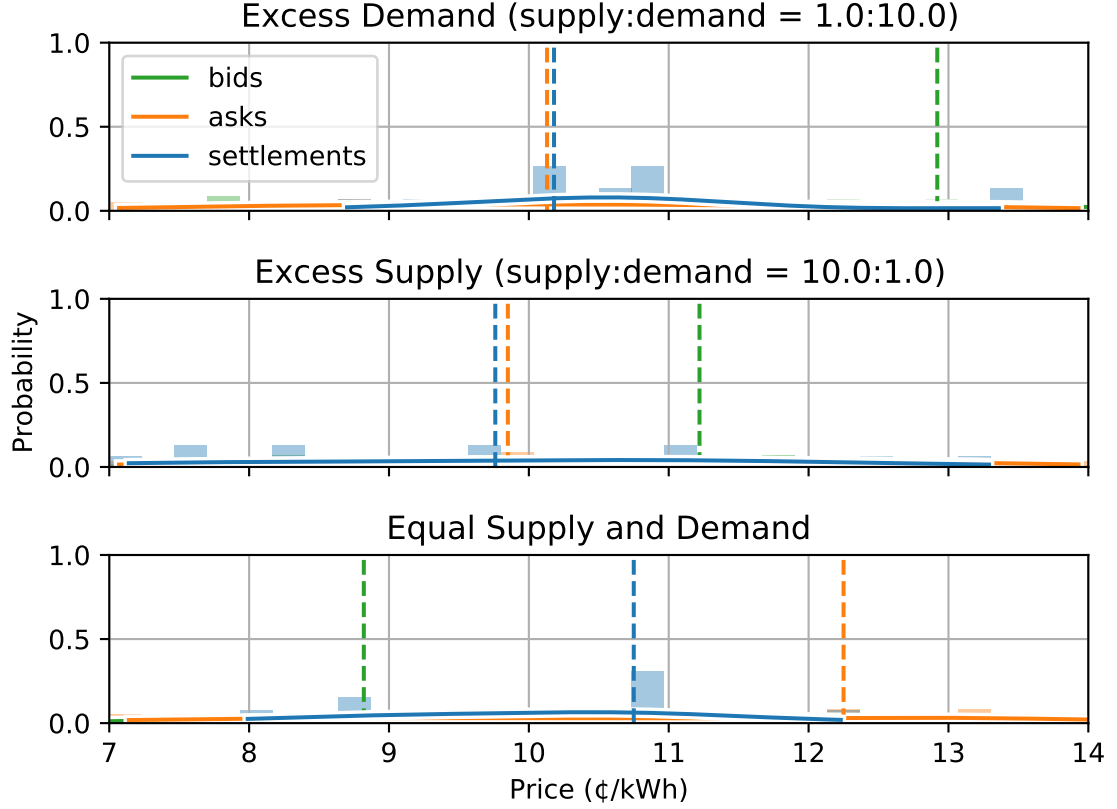 Excess Demand (supply:demand = 1.0:10.0)
1.0
0.5
0.0
bids
asks
settlements
Excess Supply (supply:demand = 10.0:1.0)
1.0
0.5
0.0
Probability
Equal Supply and Demand
1.0
0.5
0.0
7 8 9 10 11 12 13 14
Price (¢/kWh)